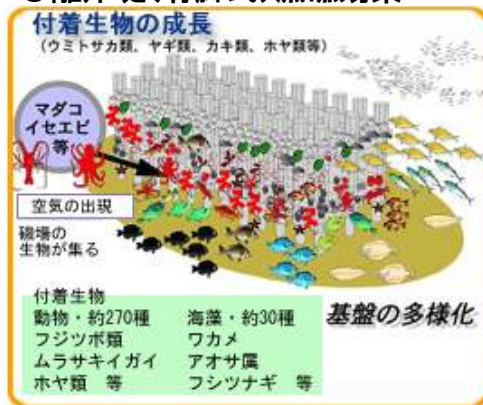 付着生物の成長
(ウミトサカ類、ヤギ類、カキ類、ホヤ類等)
マダコ
イセエビ
等
空気の出現
磯場の
生物が集る
付着生物
動物・約270種 海藻・約30種
フジツボ類 ワカメ
ムラサキイガイ アオサ属
ホヤ類 等 フシツナギ 等
基盤の多様化